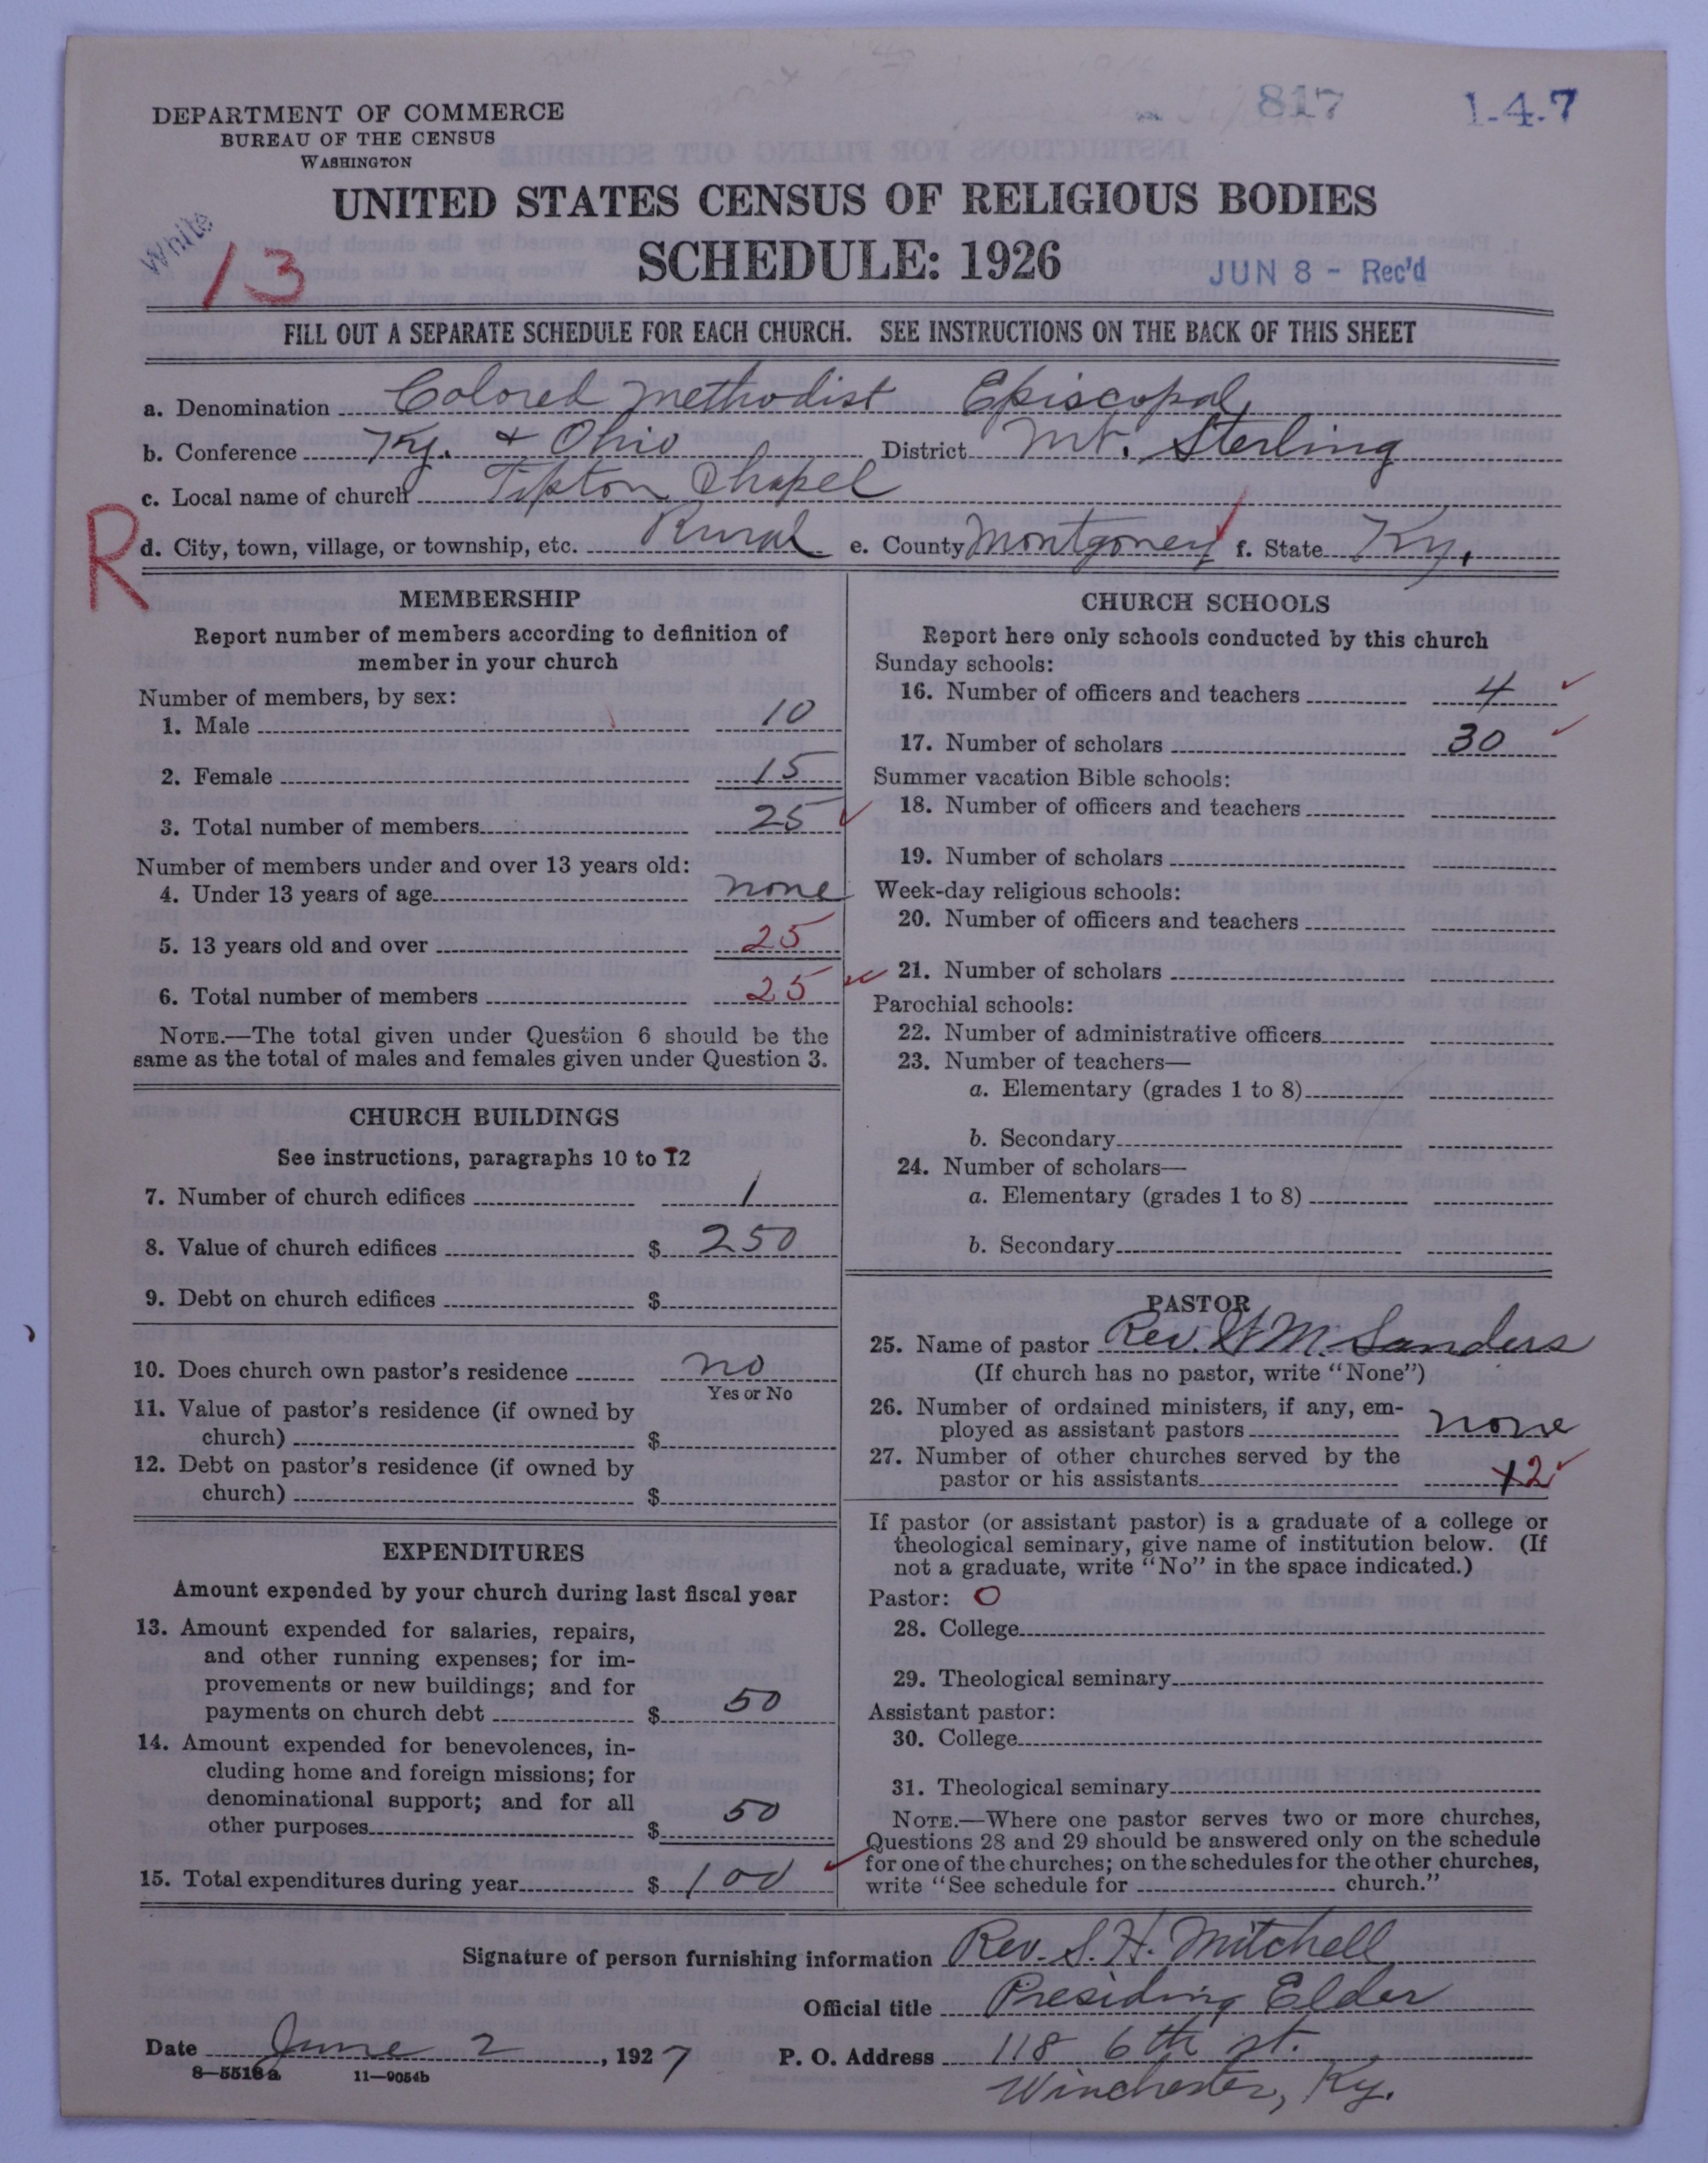 817
1-4-7
DEPARTMENT OF COMMERCE
BUREAU OF THE CENSUS
WASHINGTON
UNITED STATES CENSUS OF RELIGIOUS BODIES
White
13
SCHEDULE: 1926
JUN 8 - Rec'd
FILL OUT A SEPARATE SCHEDULE FOR EACH CHURCH. SEE INSTRUCTIONS ON THE BACK OF THIS SHEET
a. Denomination Colored Methodist Episcopal
b. Conference Ky. & Ohio District Mt. Sterling
c. Local name of church Tipton Chapel
R
d. City, town, village, or township, etc. Rural e. County Montgomery f. State Ky.
MEMBERSHIP
Report number of members according to definition of
member in your church
Number of members, by sex:
1. Male 10
2. Female 15
3. Total number of members 25
Number of members under and over 13 years old:
4. Under 13 years of age none
5. 13 years old and over 25
6. Total number of members 25
NOTE.—The total given under Question 6 should be the
same as the total of males and females given under Question 3.
CHURCH BUILDINGS
See instructions, paragraphs 10 to 12
7. Number of church edifices 1
8. Value of church edifices $ 250
9. Debt on church edifices $
10. Does church own pastor's residence no
Yes or No
11. Value of pastor's residence (if owned by
church) $
12. Debt on pastor's residence (if owned by
church) $
EXPENDITURES
Amount expended by your church during last fiscal year
13. Amount expended for salaries, repairs,
and other running expenses; for im-
provements or new buildings; and for
payments on church debt $ 50
14. Amount expended for benevolences, in-
cluding home and foreign missions; for
denominational support; and for all
other purposes $ 50
15. Total expenditures during year $ 100
CHURCH SCHOOLS
Report here only schools conducted by this church
Sunday schools:
16. Number of officers and teachers 4
17. Number of scholars 30
Summer vacation Bible schools:
18. Number of officers and teachers
19. Number of scholars
Week-day religious schools:
20. Number of officers and teachers
21. Number of scholars
Parochial schools:
22. Number of administrative officers
23. Number of teachers—
a. Elementary (grades 1 to 8)
b. Secondary
24. Number of scholars—
a. Elementary (grades 1 to 8)
b. Secondary
PASTOR
25. Name of pastor Rev. W M. Sanders
(If church has no pastor, write "None")
26. Number of ordained ministers, if any, em-
ployed as assistant pastors none
27. Number of other churches served by the
pastor or his assistants 2
If pastor (or assistant pastor) is a graduate of a college or
theological seminary, give name of institution below. (If
not a graduate, write "No" in the space indicated.)
Pastor: O
28. College
29. Theological seminary
Assistant pastor:
30. College
31. Theological seminary
NOTE.—Where one pastor serves two or more churches,
Questions 28 and 29 should be answered only on the schedule
for one of the churches; on the schedules for the other churches,
write "See schedule for church."
Signature of person furnishing information Rev. S. H. Mitchell
Official title Presiding Elder
Date June 2, 1927 P. O. Address 118 6th st.
8—5518a 11—9054b
Winchester, Ky.